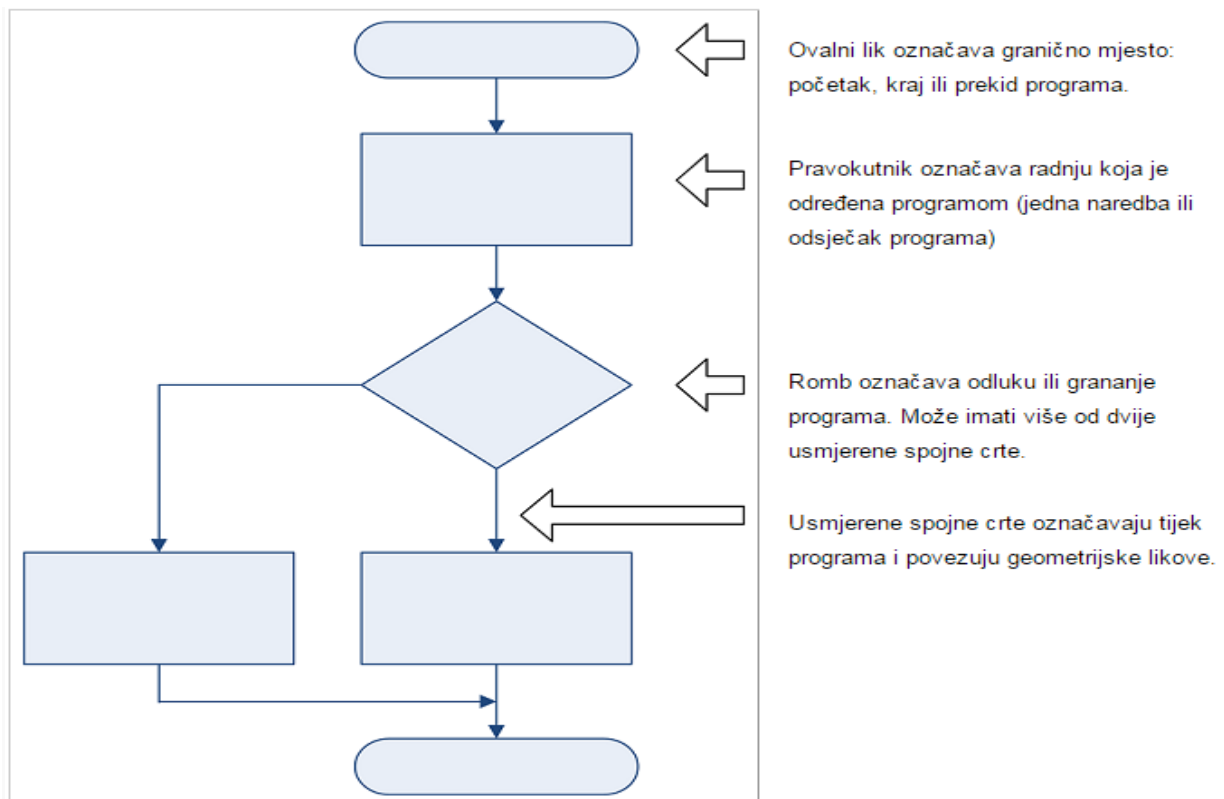 Ovalni lik označava granično mjesto:
početak, kraj ili prekid programa.
Pravokutnik označava radnju koja je
određena programom (jedna naredba ili
odsječak programa)
Romb označava odluku ili grananje
programa. Može imati više od dvije
usmjerene spojne crte.
Usmjerene spojne crte označavaju tijek
programa i povezuju geometrijske likove.